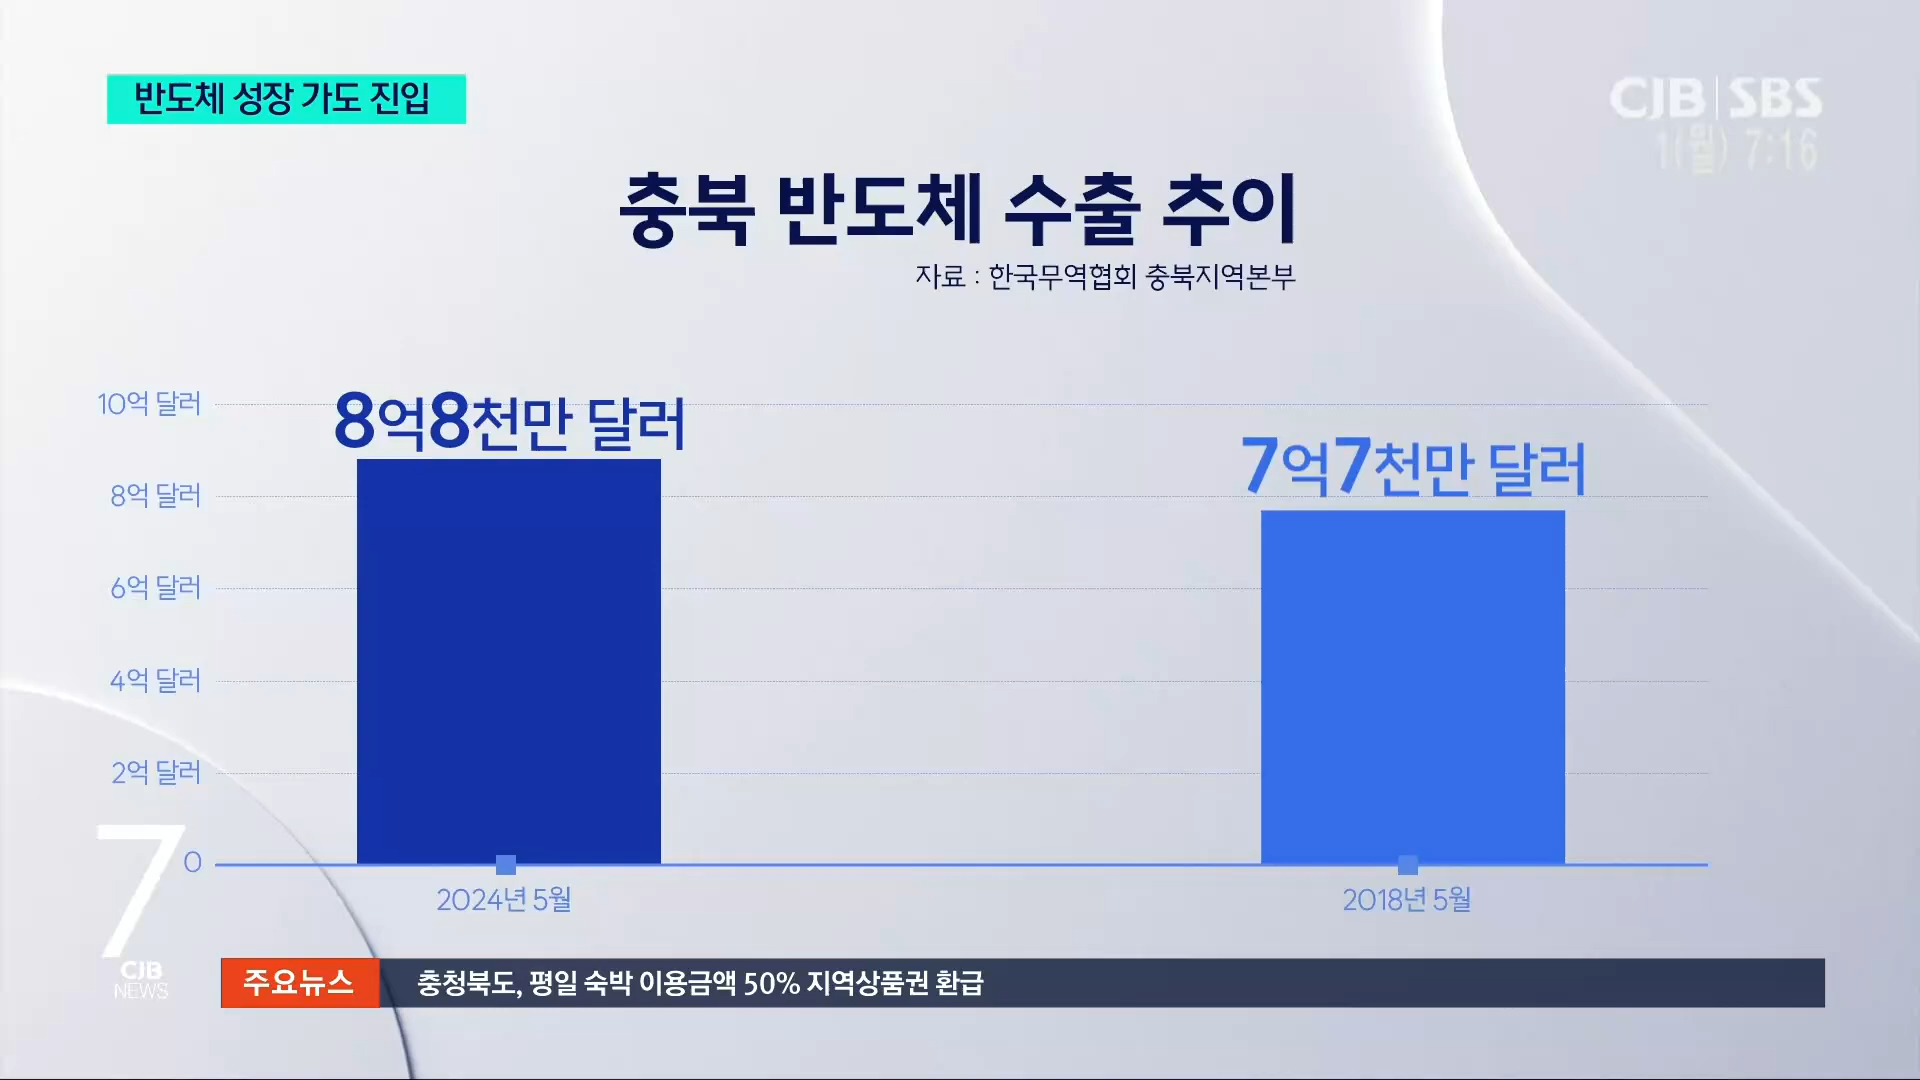 반도체 성장 가도 진입
CJB SBS
1(월) 7:16
충북 반도체 수출 추이
자료 : 한국무역협회 충북지역본부
10억 달러
8억 달러
6억 달러
4억 달러
2억 달러
0
8억8천만 달러
7억7천만 달러
2024년 5월
2018년 5월
7
CJB
NEWS
주요뉴스
충청북도, 평일 숙박 이용금액 50% 지역상품권 환급